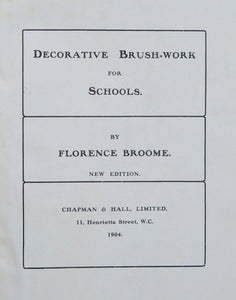 DECORATIVE BRUSH-WORK
FOR
SCHOOLS.
BY
FLORENCE BROOME.
NEW EDITION.
CHAPMAN & HALL, LIMITED.
11, Henrietta Street, W.C.
1904.